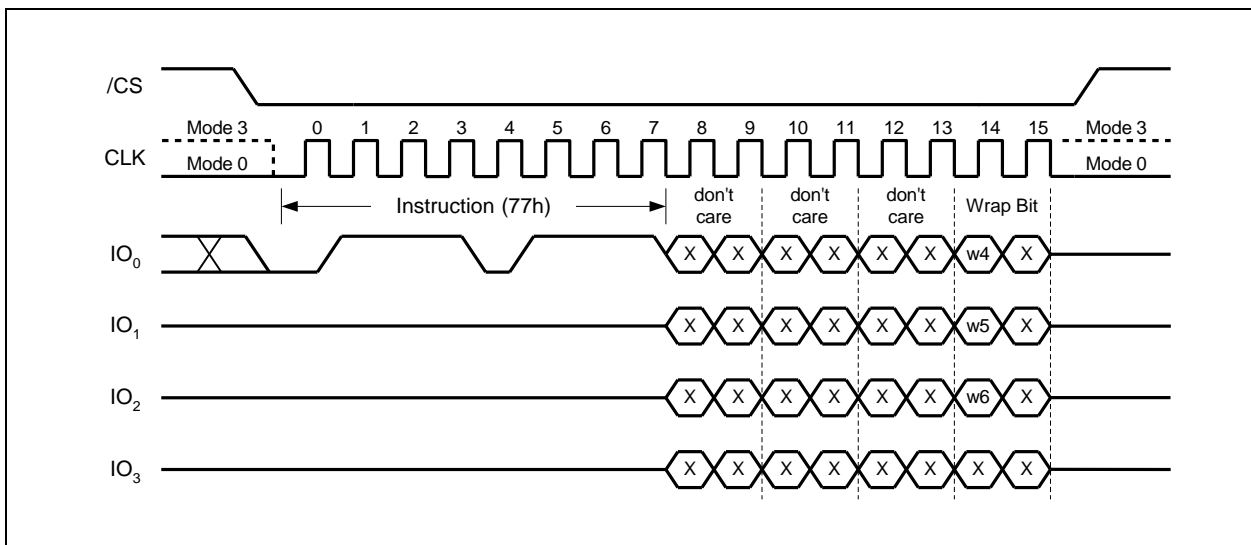 /CS
Mode 3 0 1 2 3 4 5 6 7 8 9 10 11 12 13 14 15 Mode 3
CLK
Mode 0 Mode 0
Instruction (77h) don't care don't care don't care Wrap Bit
IO0 X X X X X X w4 X
IO1 X X X X X X w5 X
IO2 X X X X X X w6 X
IO3 X X X X X X X X